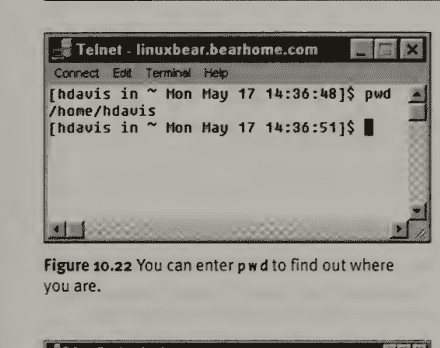 Telnet - linuxbear.bearhome.com
Connect Edit Terminal Help
[hdavis in ~ Mon May 17 14:36:48]$ pwd
/home/hdavis
[hdavis in ~ Mon May 17 14:36:51]$
Figure 10.22 You can enter pwd to find out where
you are.